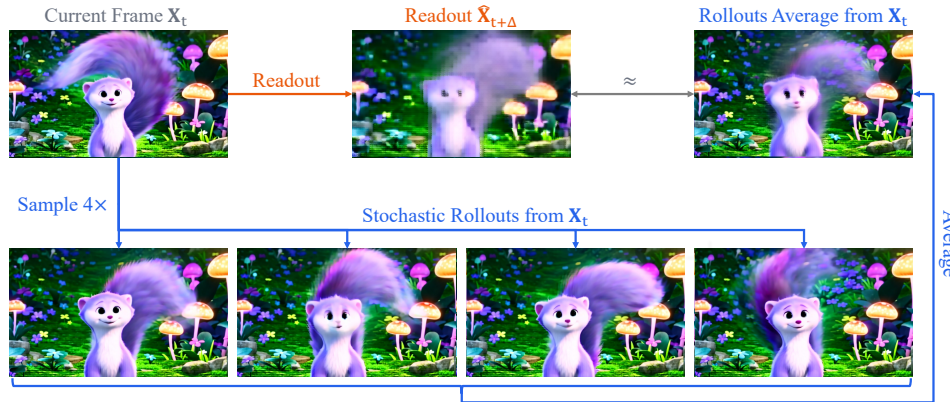 Current Frame X_t
Readout X̂_{t+Δ}
Rollouts Average from X_t
Readout
≈
Sample 4×
Stochastic Rollouts from X_t
Average